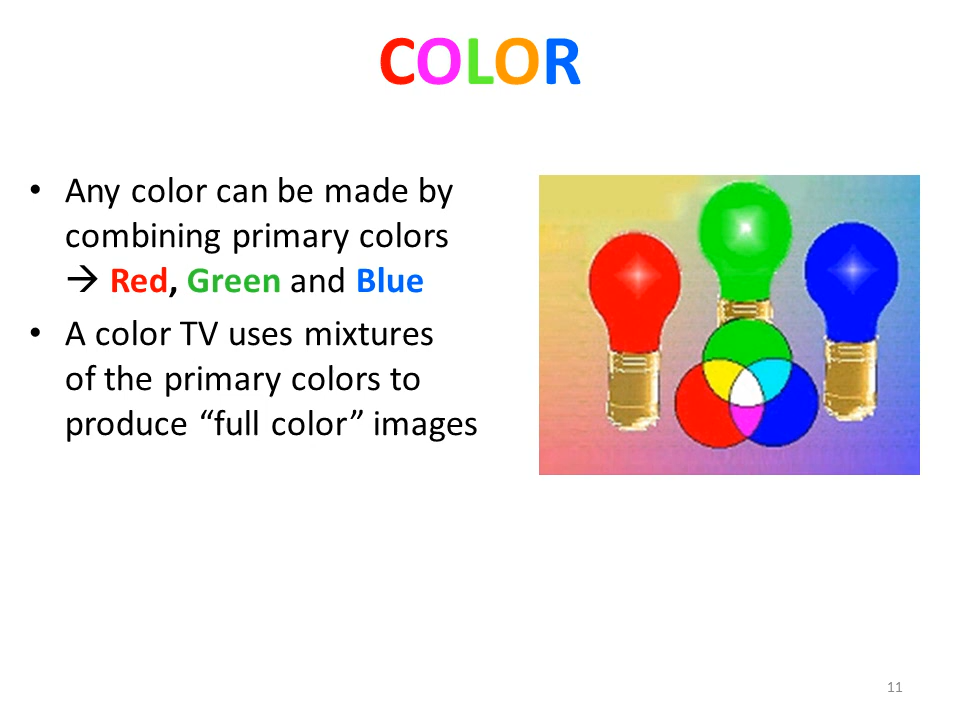 COLOR
• Any color can be made by
combining primary colors
→ Red, Green and Blue
• A color TV uses mixtures
of the primary colors to
produce “full color” images
11